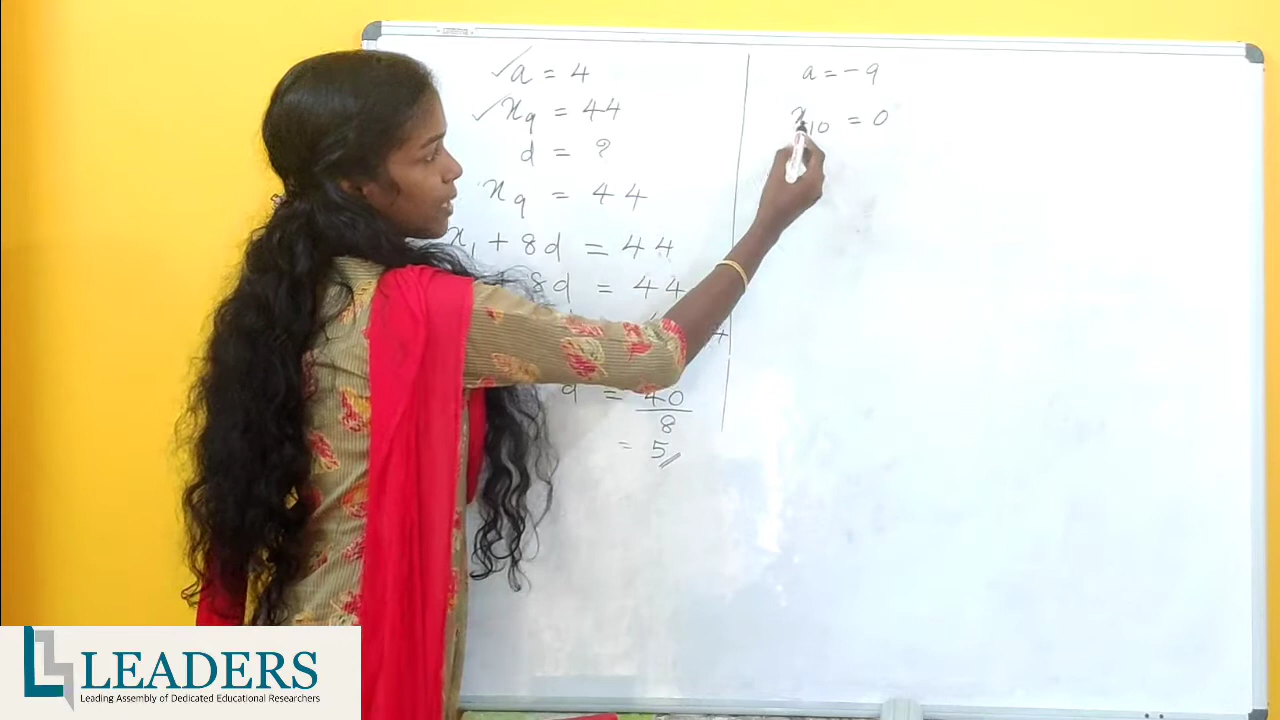 a = 4
x9 = 44
d = ?
x9 = 44
x1 + 8d = 44
8d = 44
= 40
8
= 5
a = -9
x10 = 0
LEADERS
Leading Assembly of Dedicated Educational Researchers